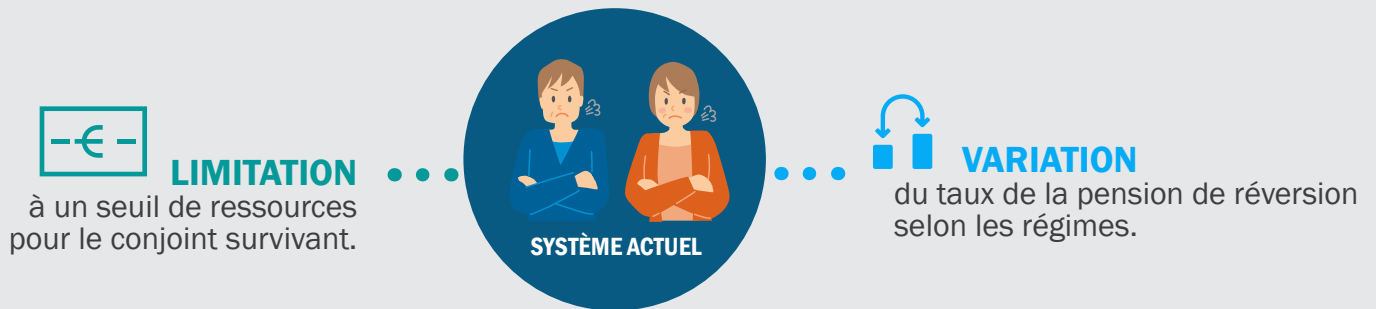 LIMITATION
à un seuil de ressources
pour le conjoint survivant.
SYSTÈME ACTUEL
VARIATION
du taux de la pension de réversion
selon les régimes.